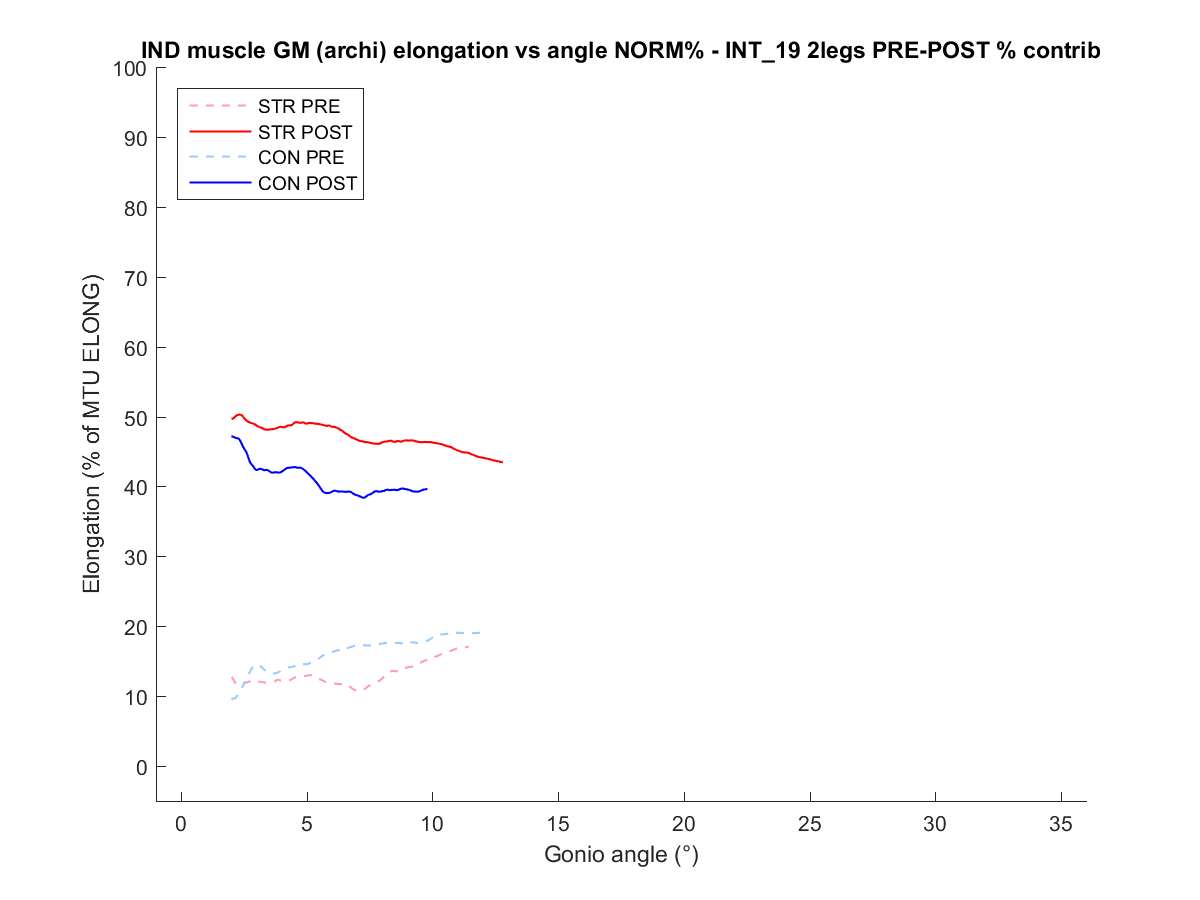 IND muscle GM (archi) elongation vs angle NORM% - INT_19 2legs PRE-POST % contrib
100
90
80
70
60
50
40
30
20
10
0
Elongation (% of MTU ELONG)
STR PRE
STR POST
CON PRE
CON POST
0 5 10 15 20 25 30 35
Gonio angle (°)